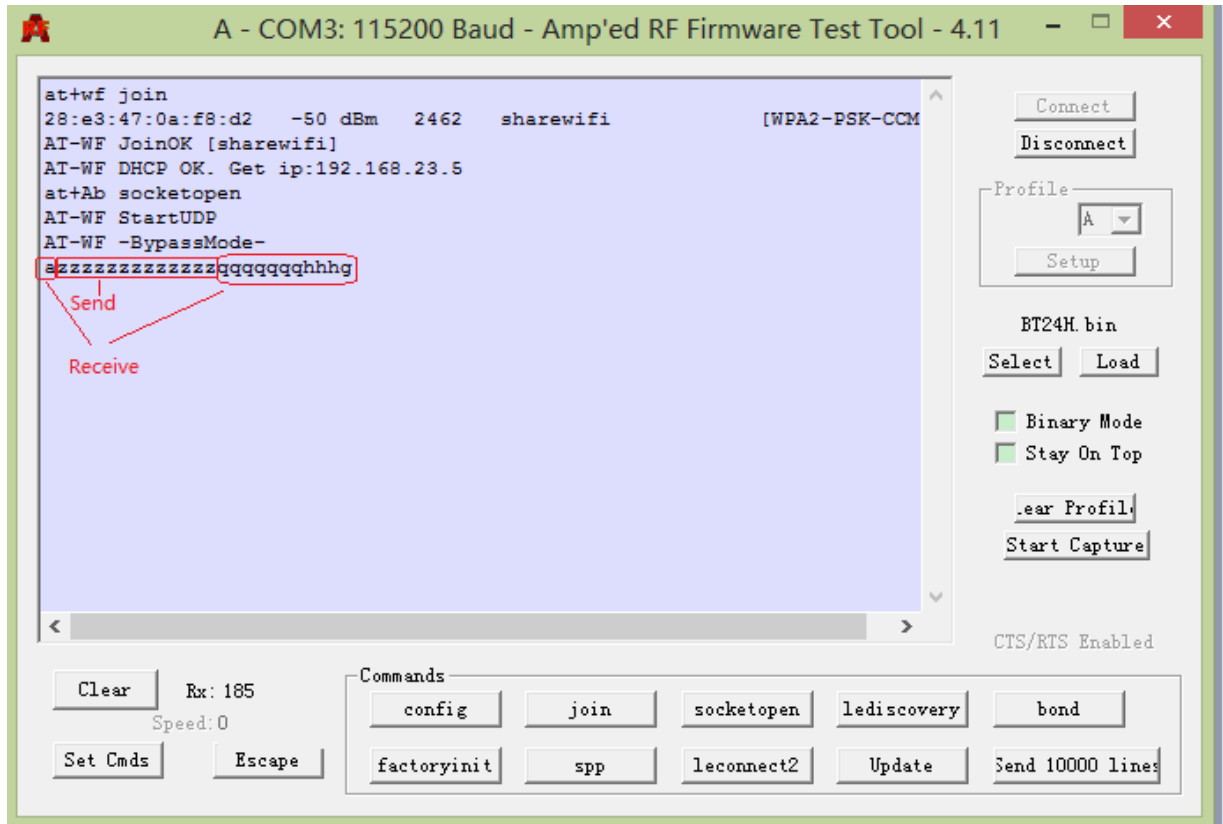 A - COM3: 115200 Baud - Amp'ed RF Firmware Test Tool - 4.11
at+wf join
28:e3:47:0a:f8:d2 -50 dBm 2462 sharewifi [WPA2-PSK-CCM
AT-WF JoinOK [sharewifi]
AT-WF DHCP OK. Get ip:192.168.23.5
at+Ab socketopen
AT-WF StartUDP
AT-WF -BypassMode-
azzzzzzzzzzzzzqqqqqqqhhhg
Send
Receive
Connect
Disconnect
Profile
A
Setup
BT24H.bin
Select Load
Binary Mode
Stay On Top
.ear Profil
Start Capture
CTS/RTS Enabled
Clear Rx: 185
Speed: 0
Set Cmds Escape
Commands
config join socketopen lediscovery bond
factoryinit spp leconnect2 Update Send 10000 lines